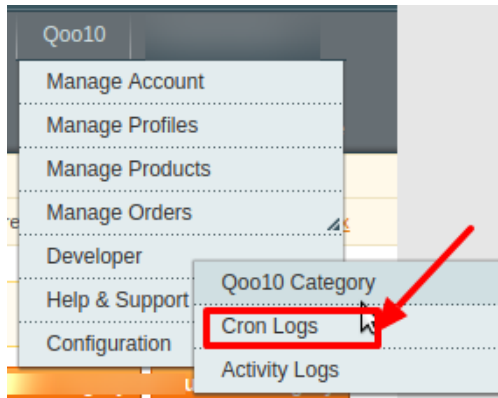 Qoo10
Manage Account
Manage Profiles
Manage Products
Manage Orders
Developer
Qoo10 Category
Help & Support
Cron Logs
Configuration
Activity Logs